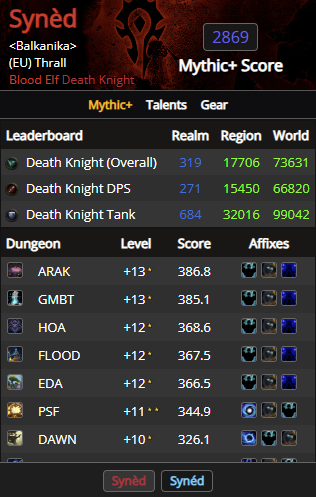 Synèd
<Balkanika>
(EU) Thrall
Blood Elf Death Knight
2869
Mythic+ Score
Mythic+ Talents Gear
Leaderboard Realm Region World
Death Knight (Overall) 319 17706 73631
Death Knight DPS 271 15450 66820
Death Knight Tank 684 32016 99042
Dungeon Level Score Affixes
ARAK +13 * 386.8
GMBT +13 * 385.1
HOA +12 * 368.6
FLOOD +12 * 367.5
EDA +12 * 366.5
PSF +11 * * 344.9
DAWN +10 * 326.1
Synèd Synéd